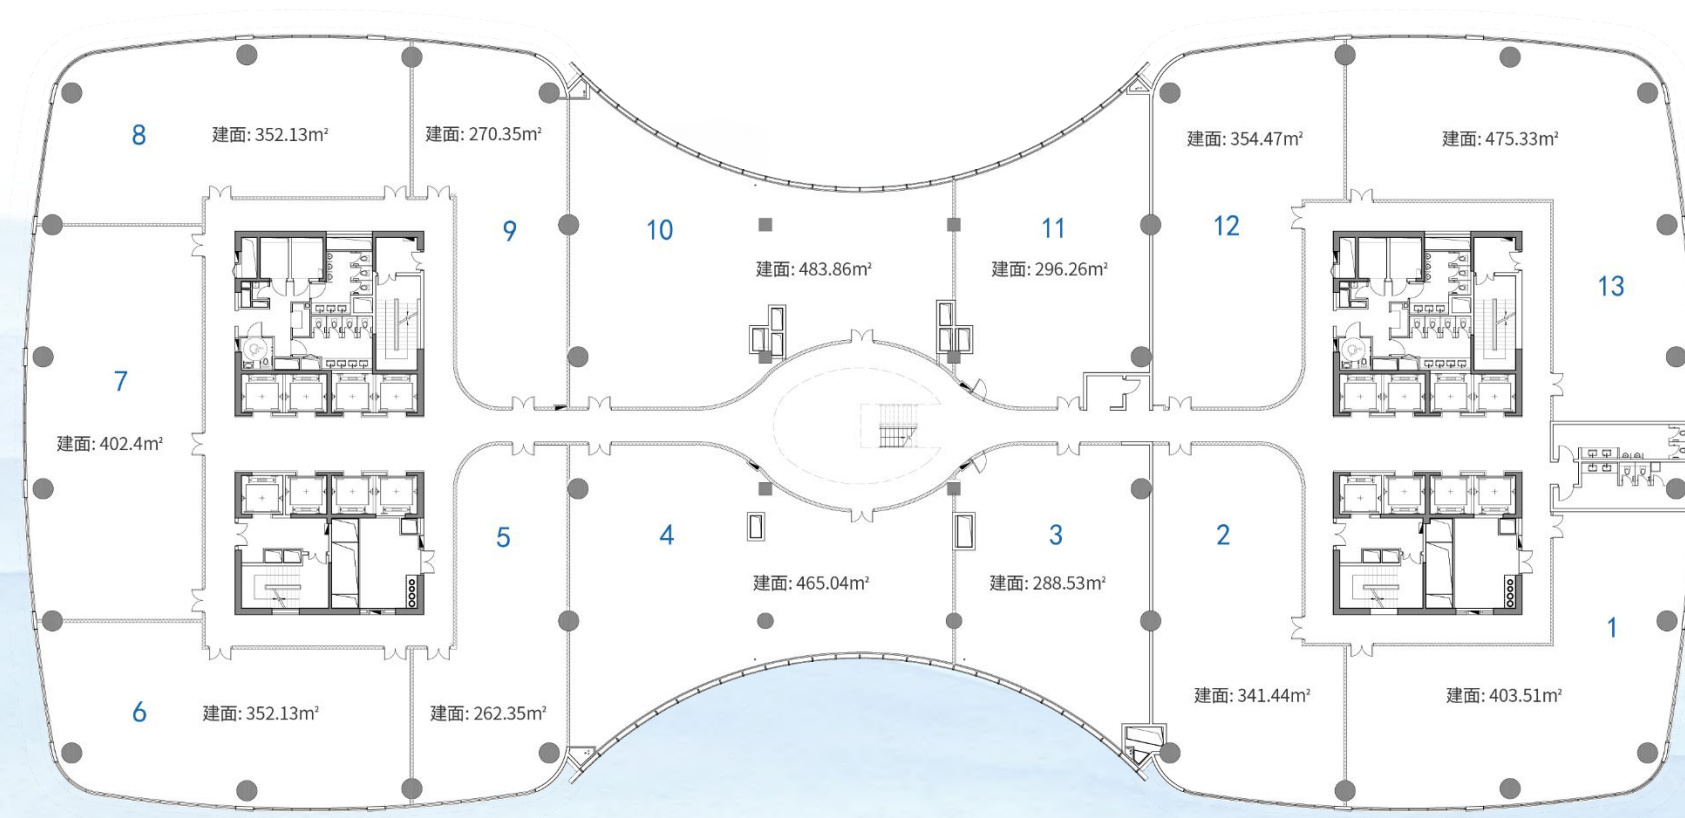 8
建面: 352.13m²
建面: 270.35m²
建面: 354.47m²
建面: 475.33m²
9
10
11
12
建面: 483.86m²
建面: 296.26m²
13
7
建面: 402.4m²
5
4
3
2
建面: 465.04m²
建面: 288.53m²
1
6
建面: 352.13m²
建面: 262.35m²
建面: 341.44m²
建面: 403.51m²